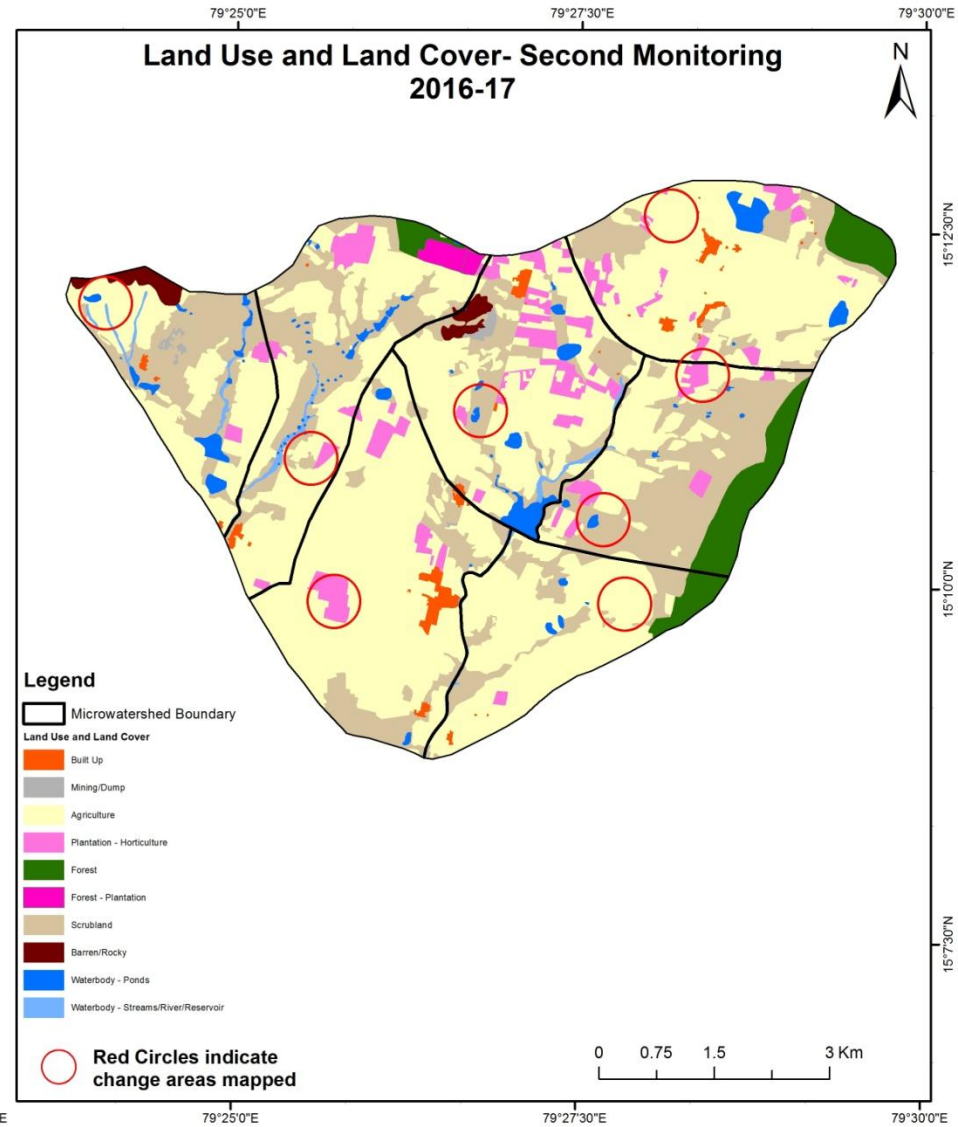 79°25'0"E
79°27'30"E
79°30'0"E
Land Use and Land Cover- Second Monitoring
2016-17
N
15°12'30"N
15°10'0"N
15°7'30"N
Legend
Microwatershed Boundary
Land Use and Land Cover
Built Up
Mining/Dump
Agriculture
Plantation - Horticulture
Forest
Forest - Plantation
Scrubland
Barren/Rocky
Waterbody - Ponds
Waterbody - Streams/River/Reservoir
Red Circles indicate
change areas mapped
0 0.75 1.5 3 Km
"E
79°25'0"E
79°27'30"E
79°30'0"E